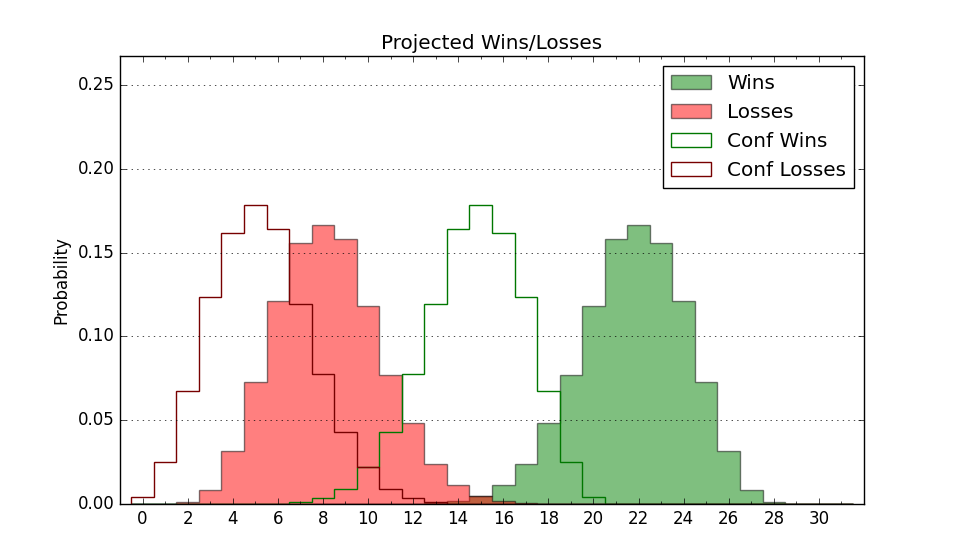 Projected Wins/Losses
0.25
0.20
0.15
0.10
0.05
0.00
Probability
Wins
Losses
Conf Wins
Conf Losses
0 2 4 6 8 10 12 14 16 18 20 22 24 26 28 30